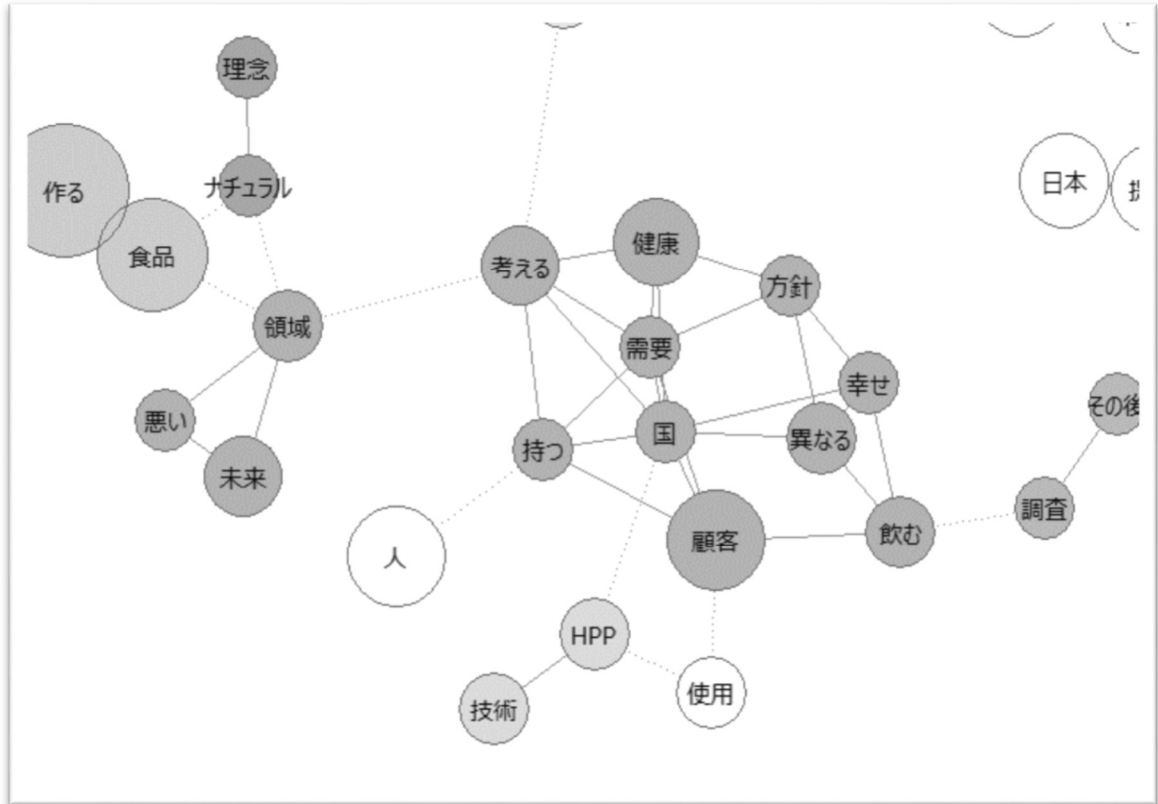 理念
ナチュラル
作る
食品
領域
悪い
未来
考える
健康
方針
需要
幸せ
国
異なる
持つ
顧客
飲む
調査
その後
人
HPP
技術
使用
日本